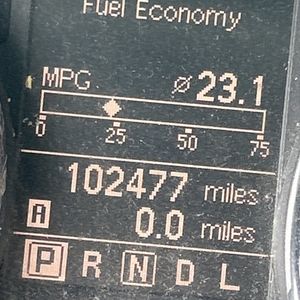 Fuel Economy
MPG ⌀ 23.1
0 25 50 75
102477 miles
A 0.0 miles
P R N D L